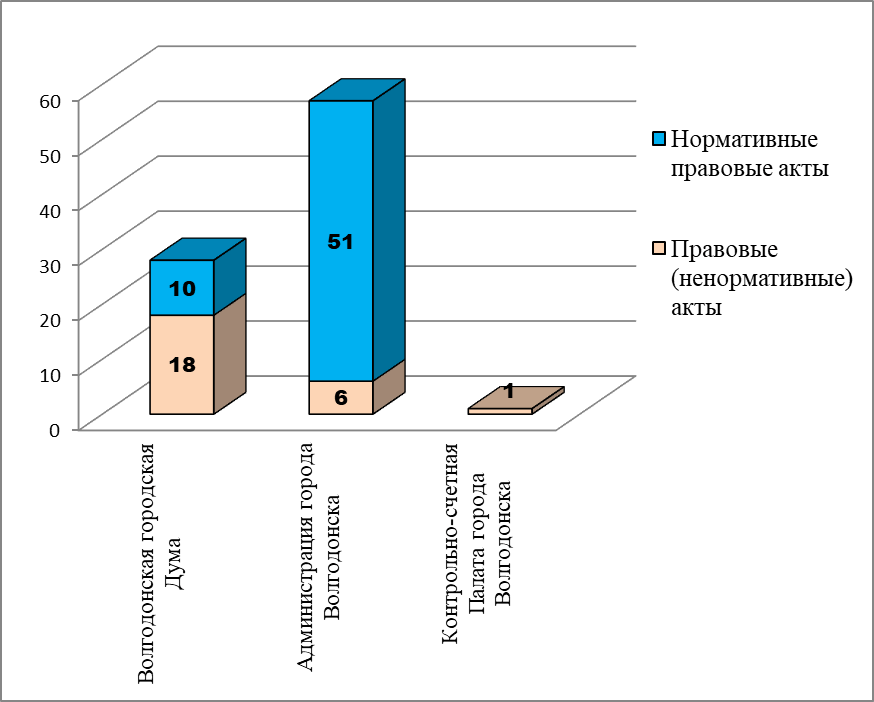 60
50
40
30
20
10
0
10
18
51
6
1
Волгодонская городская
Дума
Администрация города
Волгодонска
Контрольно-счетная
Палата города
Волгодонска
Нормативные
правовые акты
Правовые
(ненормативные)
акты